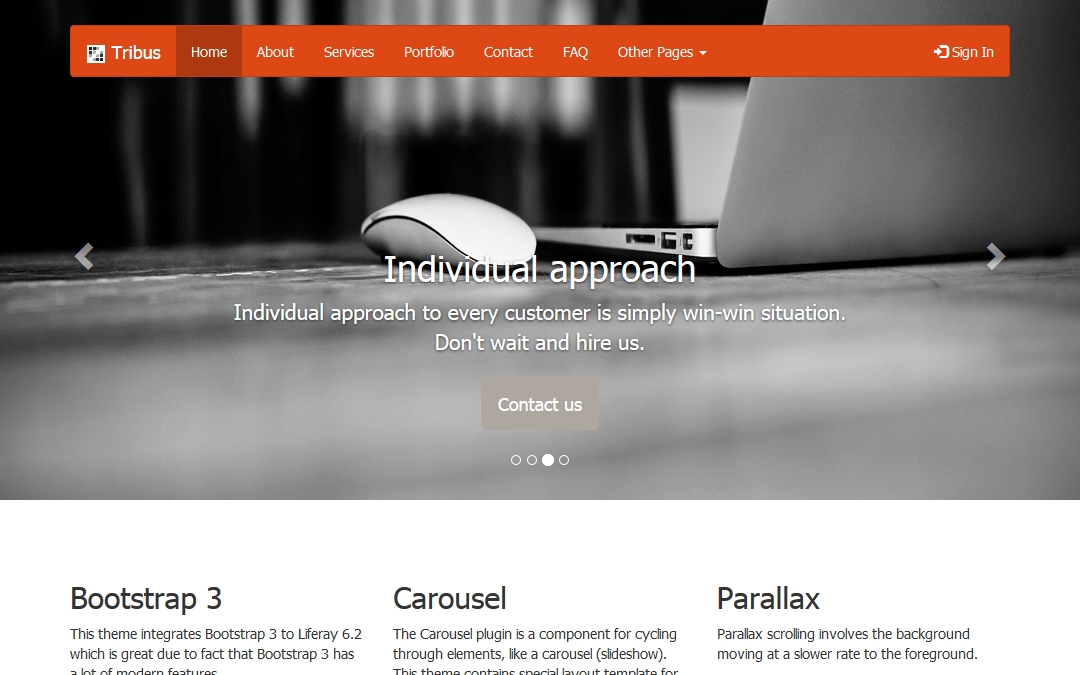 Tribus Home About Services Portfolio Contact FAQ Other Pages Sign In
Individual approach
Individual approach to every customer is simply win-win situation.
Don't wait and hire us.
Contact us
Bootstrap 3
This theme integrates Bootstrap 3 to Liferay 6.2
which is great due to fact that Bootstrap 3 has
a lot of modern features.
Carousel
The Carousel plugin is a component for cycling
through elements, like a carousel (slideshow).
This theme contains special layout template for
Parallax
Parallax scrolling involves the background
moving at a slower rate to the foreground.